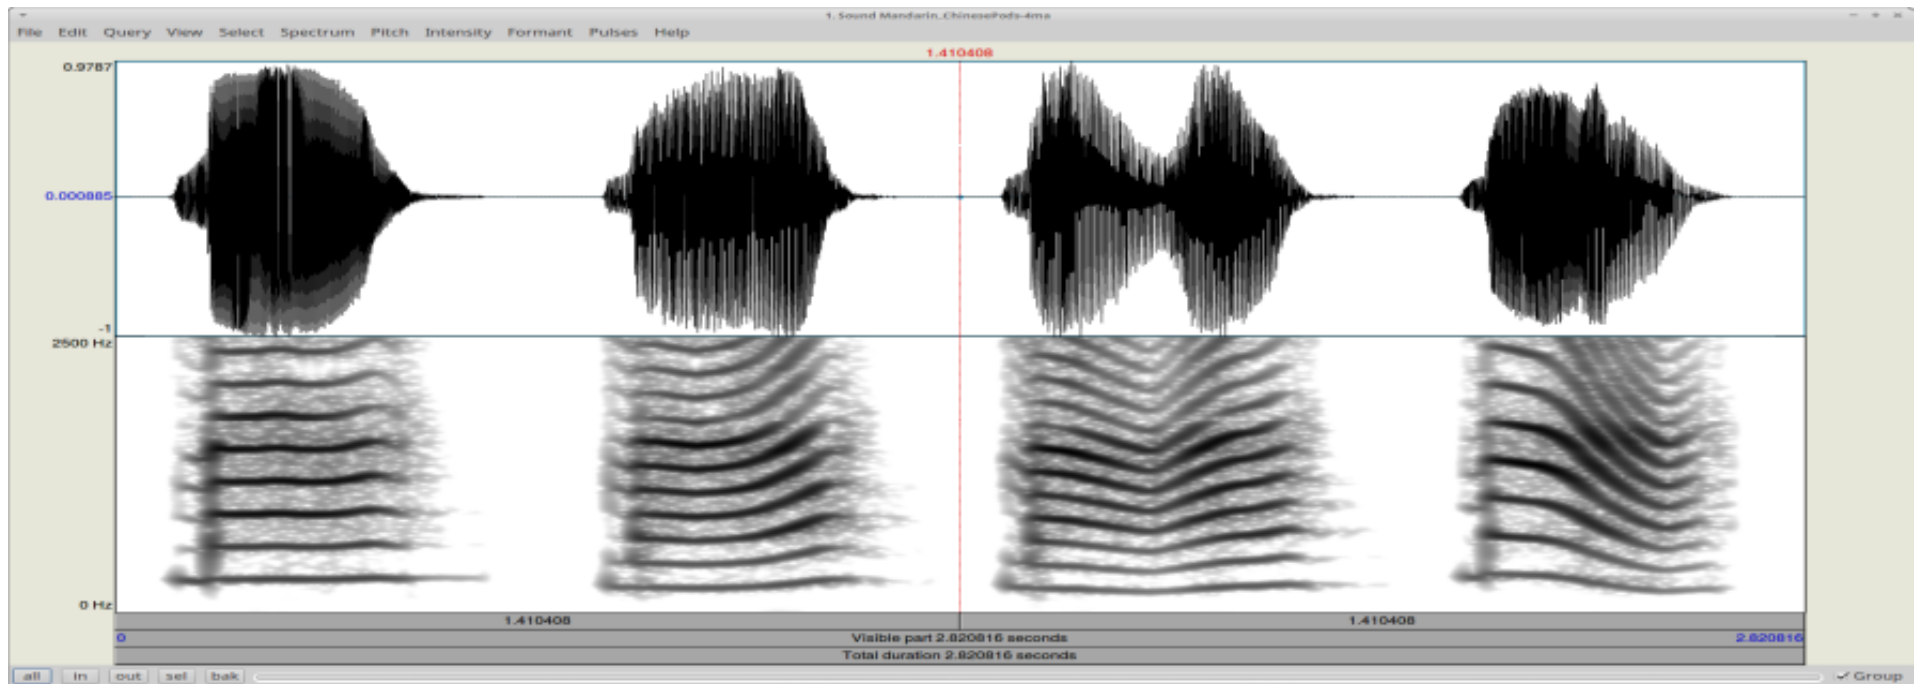 1. Sound Mandarin_ChinesePods-4ma
File Edit Query View Select Spectrum Pitch Intensity Formant Pulses Help
1.410408
0.9787
0.000885
-1
2500 Hz
0 Hz
1.410408 1.410408
0 Visible part 2.820816 seconds 2.820816
Total duration 2.820816 seconds
all in out sel bak Group